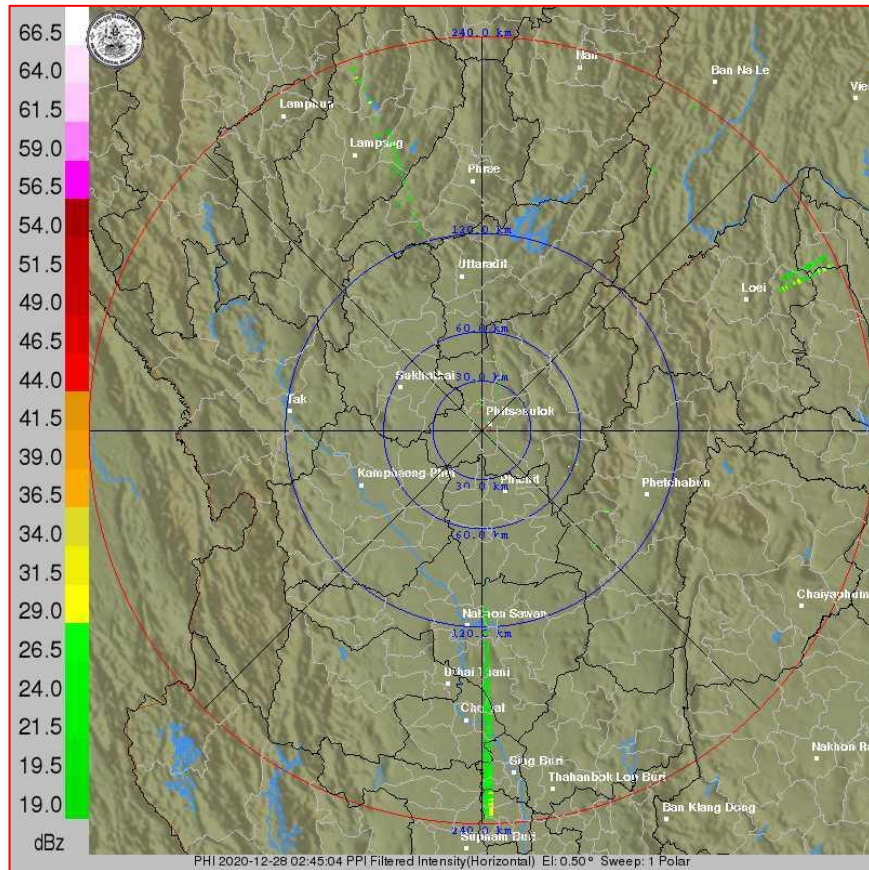 66.5
64.0
61.5
59.0
56.5
54.0
51.5
49.0
46.5
44.0
41.5
39.0
36.5
34.0
31.5
29.0
26.5
24.0
21.5
19.5
19.0
dBz
240.0 km
Nan
Ban Na Le
Vien
Lamphun
Lampang
Phrae
120.0 km
Uttaradit
Loei
60.0 km
30.0 km
Sukhothai
Tak
Phitsanulok
Kamphaeng Phet
30.0 km
Phichit
Phetchabun
60.0 km
Chaiyaphum
Nakhon Sawan
120.0 km
Uthai Thani
Chainat
Sing Buri
Nakhon Ra
Thahanbok Lop Buri
Ban Klang Dong
240.0 km
Suphan Buri
PHI 2020-12-28 02:45:04 PPI Filtered Intensity(Horizontal) El: 0.50° Sweep: 1 Polar